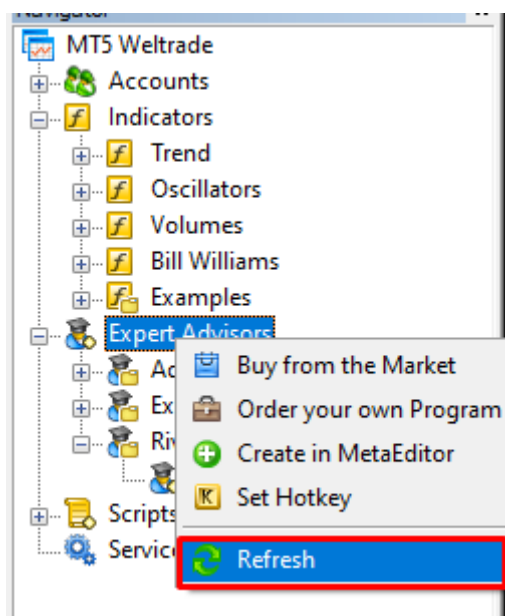 Navigator
MT5 Weltrade
Accounts
Indicators
Trend
Oscillators
Volumes
Bill Williams
Examples
Expert Advisors
Buy from the Market
Order your own Program
Create in MetaEditor
Set Hotkey
Scripts
Refresh